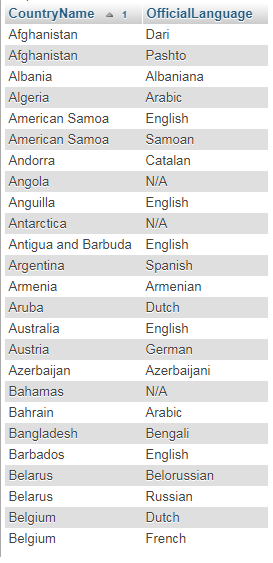 CountryName 1 OfficialLanguage
Afghanistan Dari
Afghanistan Pashto
Albania Albaniana
Algeria Arabic
American Samoa English
American Samoa Samoan
Andorra Catalan
Angola N/A
Anguilla English
Antarctica N/A
Antigua and Barbuda English
Argentina Spanish
Armenia Armenian
Aruba Dutch
Australia English
Austria German
Azerbaijan Azerbaijani
Bahamas N/A
Bahrain Arabic
Bangladesh Bengali
Barbados English
Belarus Belorussian
Belarus Russian
Belgium Dutch
Belgium French